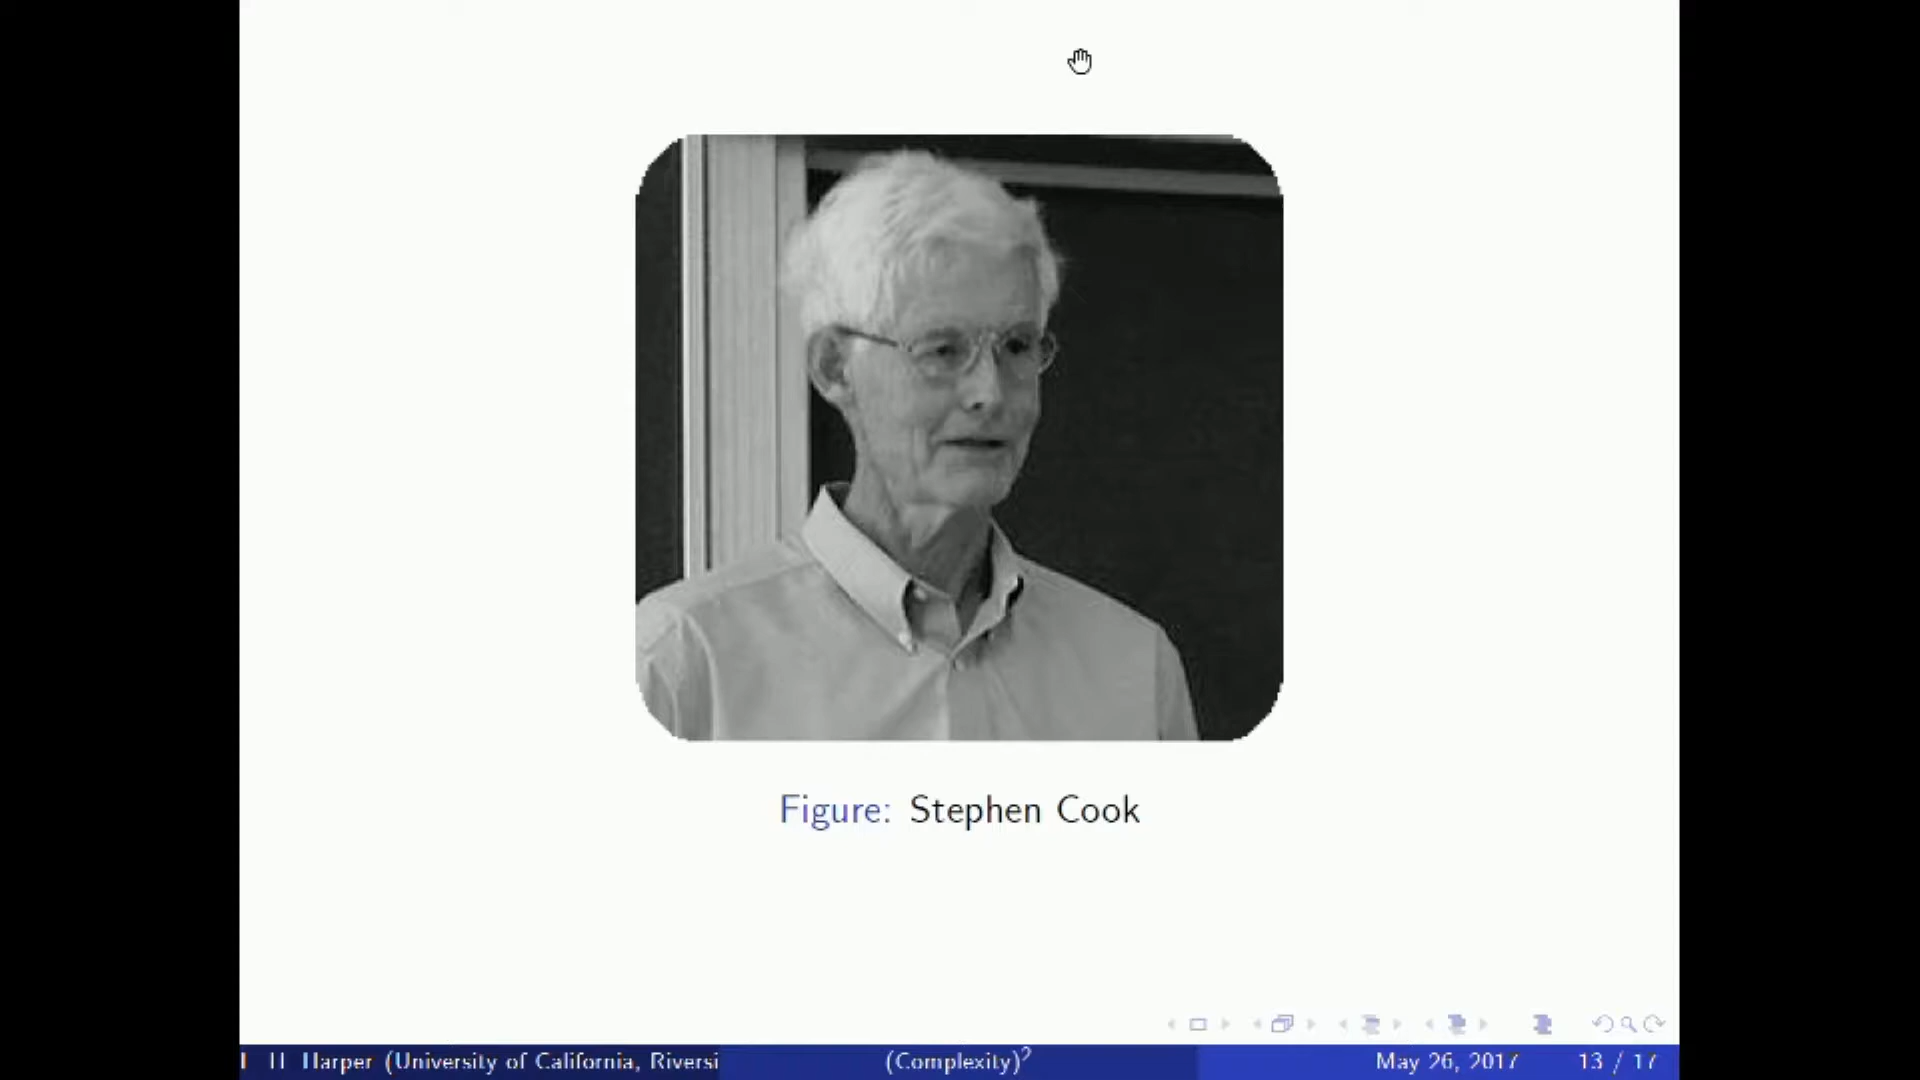 Figure: Stephen Cook
Harper (University of California, Riversi
(Complexity)²
May 26, 2017
13 / 17